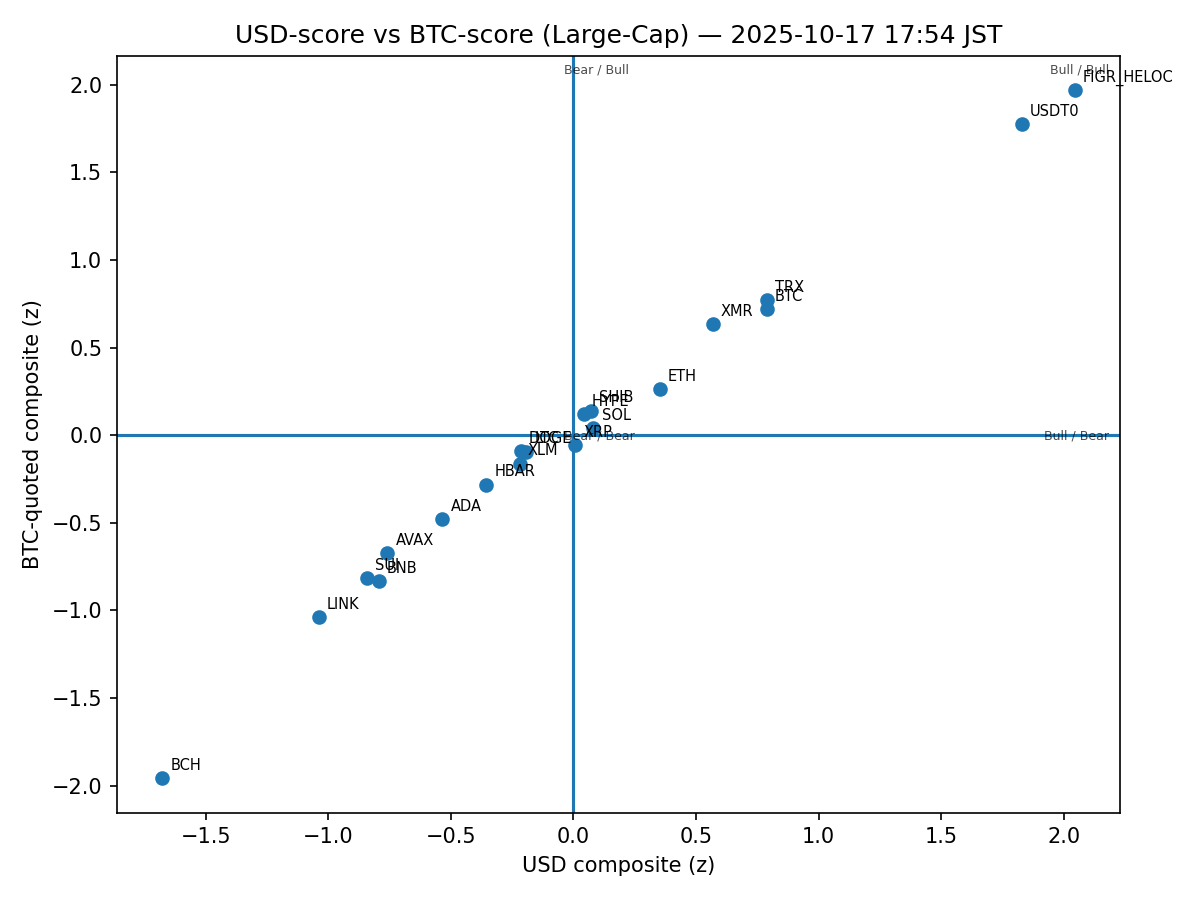 USD-score vs BTC-score (Large-Cap) — 2025-10-17 17:54 JST
Bear / Bull
Bull / Bull
FIGR_HELOC
USDT0
TRX
BTC
XMR
ETH
SHIB
HYPE
SOL
XRP
DOGE
Bear / Bear
Bull / Bear
XLM
HBAR
ADA
AVAX
SUI
BNB
LINK
BCH
2.0
1.5
1.0
0.5
0.0
−0.5
−1.0
−1.5
−2.0
BTC-quoted composite (z)
−1.5
−1.0
−0.5
0.0
0.5
1.0
1.5
2.0
USD composite (z)